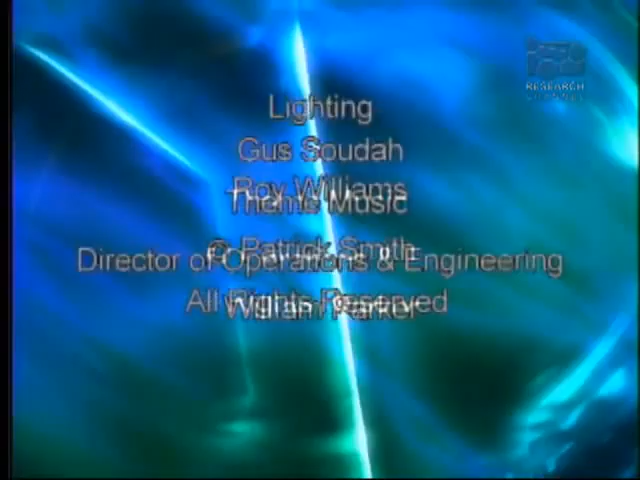 RESEARCH
CHANNEL
Lighting
Gus Soudah
Roy Williams
Theme Music
Patrick Smith
Director of Operations & Engineering
All Rights Reserved
William Parker